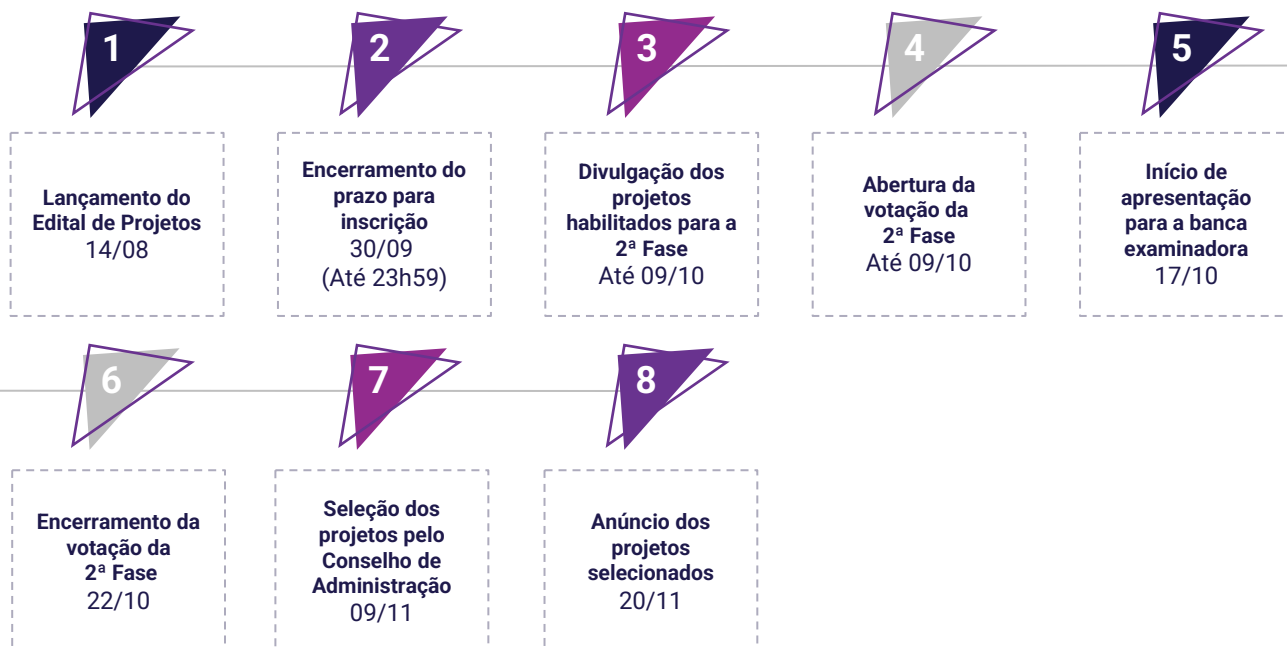 1
Lançamento do
Edital de Projetos
14/08
2
Encerramento do
prazo para
inscrição
30/09
(Até 23h59)
3
Divulgação dos
projetos
habilitados para a
2ª Fase
Até 09/10
4
Abertura da
votação da
2ª Fase
Até 09/10
5
Início de
apresentação
para a banca
examinadora
17/10
6
Encerramento da
votação da
2ª Fase
22/10
7
Seleção dos
projetos pelo
Conselho de
Administração
09/11
8
Anúncio dos
projetos
selecionados
20/11